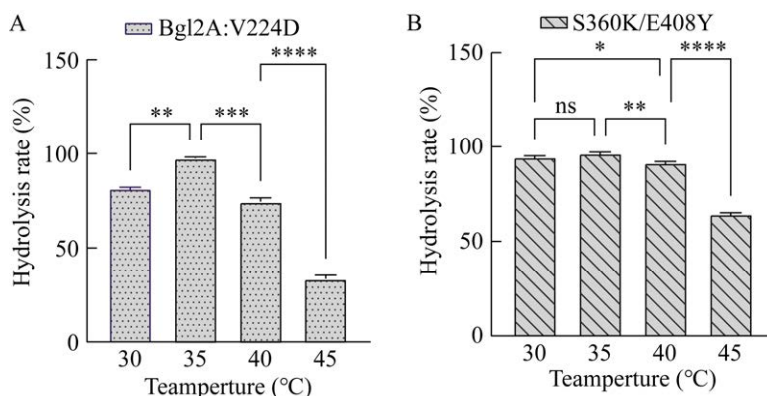 A
Bgl2A:V224D
150
100
50
0
Hydrolysis rate (%)
**
***
****
30 35 40 45
Teamperture (℃)
B
S360K/E408Y
150
100
50
0
Hydrolysis rate (%)
*
ns
**
****
30 35 40 45
Teamperture (℃)